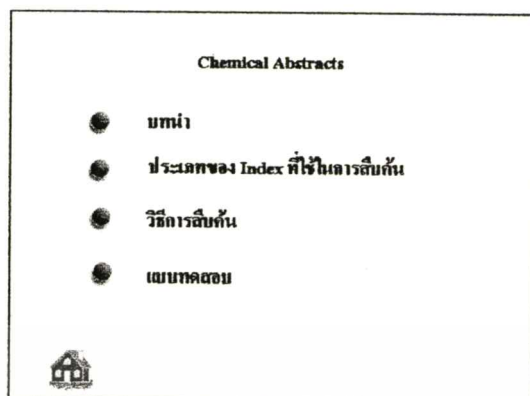 Chemical Abstracts
บทนำ
ประเภทของ Index ที่ใช้ในการสืบค้น
วิธีการสืบค้น
แบบทดสอบ